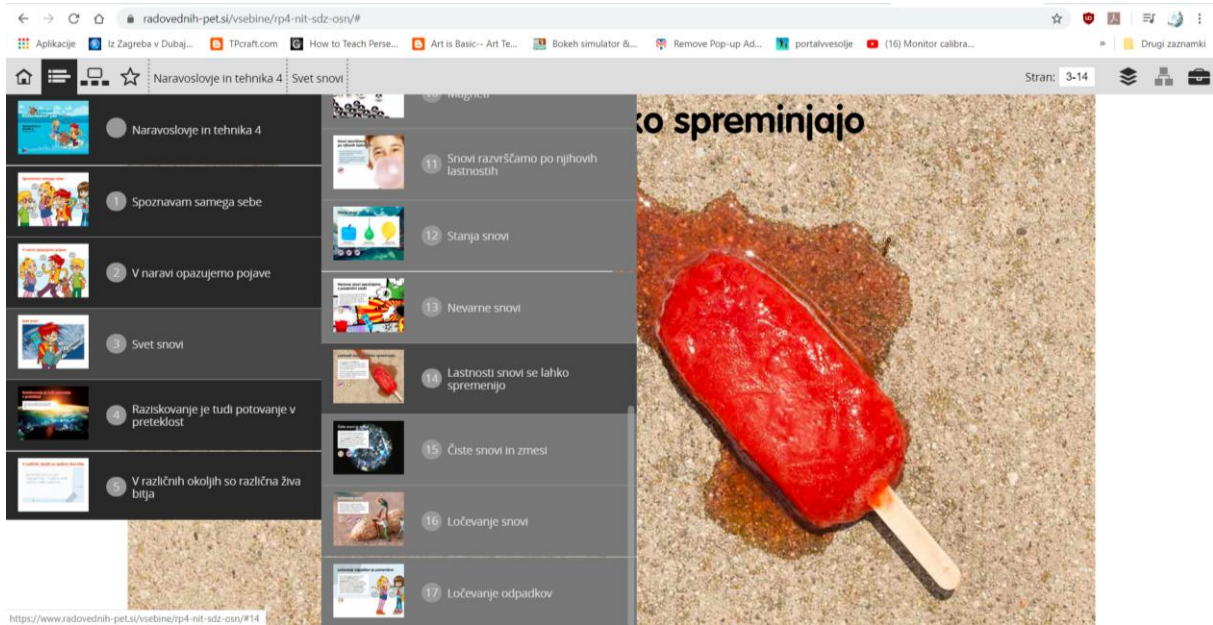 radovednih-pet.si/vsebine/rp4-nit-sdz-osn/#
Aplikacije
Iz Zagreba v Dubaj...
TPcraft.com
How to Teach Perse...
Art is Basic-- Art Te...
Bokeh simulator &...
Remove Pop-up Ad...
portalvvesolje
(16) Monitor calibra...
»
Drugi zaznamki
Naravoslovje in tehnika 4
Svet snovi
Stran: 3-14
Naravoslovje in tehnika 4
1 Spoznavam samega sebe
2 V naravi opazujemo pojave
3 Svet snovi
4 Raziskovanje je tudi potovanje v
preteklost
5 V različnih okoljih so različna živa
bitja
10 Magneti
11 Snovi razvrščamo po njihovih
lastnostih
12 Stanja snovi
13 Nevarne snovi
14 Lastnosti snovi se lahko
spremenijo
15 Čiste snovi in zmesi
16 Ločevanje snovi
17 Ločevanje odpadkov
ko spreminjajo
https://www.radovednih-pet.si/vsebine/rp4-nit-sdz-osn/#14